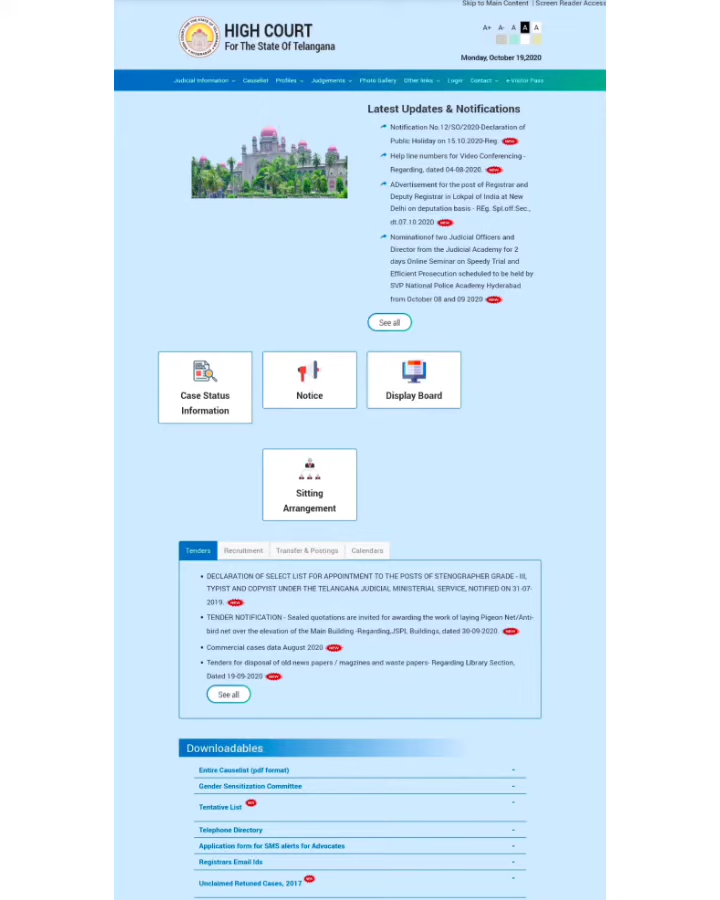 Skip to Main Content | Screen Reader Access
HIGH COURT
For The State Of Telangana
A+ A- A A A
Monday, October 19,2020
Judicial Information Causelist Profiles Judgements Photo Gallery Other links Login Contact e-Visitor Pass
Latest Updates & Notifications
Notification No.12/SO/2020-Declaration of
Public Holiday on 15.10.2020-Reg. NEW
Help line numbers for Video Conferencing -
Regarding, dated 04-08-2020. NEW
ADvertisement for the post of Registrar and
Deputy Registrar in Lokpal of India at New
Delhi on deputation basis - REg. Spl.off.Sec.,
dt.07.10.2020 NEW
Nominationof two Judicial Officers and
Director from the Judicial Academy for 2
days Online Seminar on Speedy Trial and
Efficient Prosecution scheduled to be held by
SVP National Police Academy Hyderabad
from October 08 and 09 2020 NEW
See all
Case Status
Information
Notice
Display Board
Sitting
Arrangement
Tenders Recruitment Transfer & Postings Calendars
DECLARATION OF SELECT LIST FOR APPOINTMENT TO THE POSTS OF STENOGRAPHER GRADE - III,
TYPIST AND COPYIST UNDER THE TELANGANA JUDICIAL MINISTERIAL SERVICE, NOTIFIED ON 31-07-
2019. NEW
TENDER NOTIFICATION - Sealed quotations are invited for awarding the work of laying Pigeon Net/Anti-
bird net over the elevation of the Main Building -Regarding,JSPL Buildings, dated 30-09-2020. NEW
Commercial cases data August 2020 NEW
Tenders for disposal of old news papers / magzines and waste papers- Regarding Library Section,
Dated 19-09-2020 NEW
See all
Downloadables
Entire Causelist (pdf format) -
Gender Sensitization Committee -
Tentative List NEW -
Telephone Directory -
Application form for SMS alerts for Advocates -
Registrars Email Ids -
Unclaimed Retuned Cases, 2017 NEW -